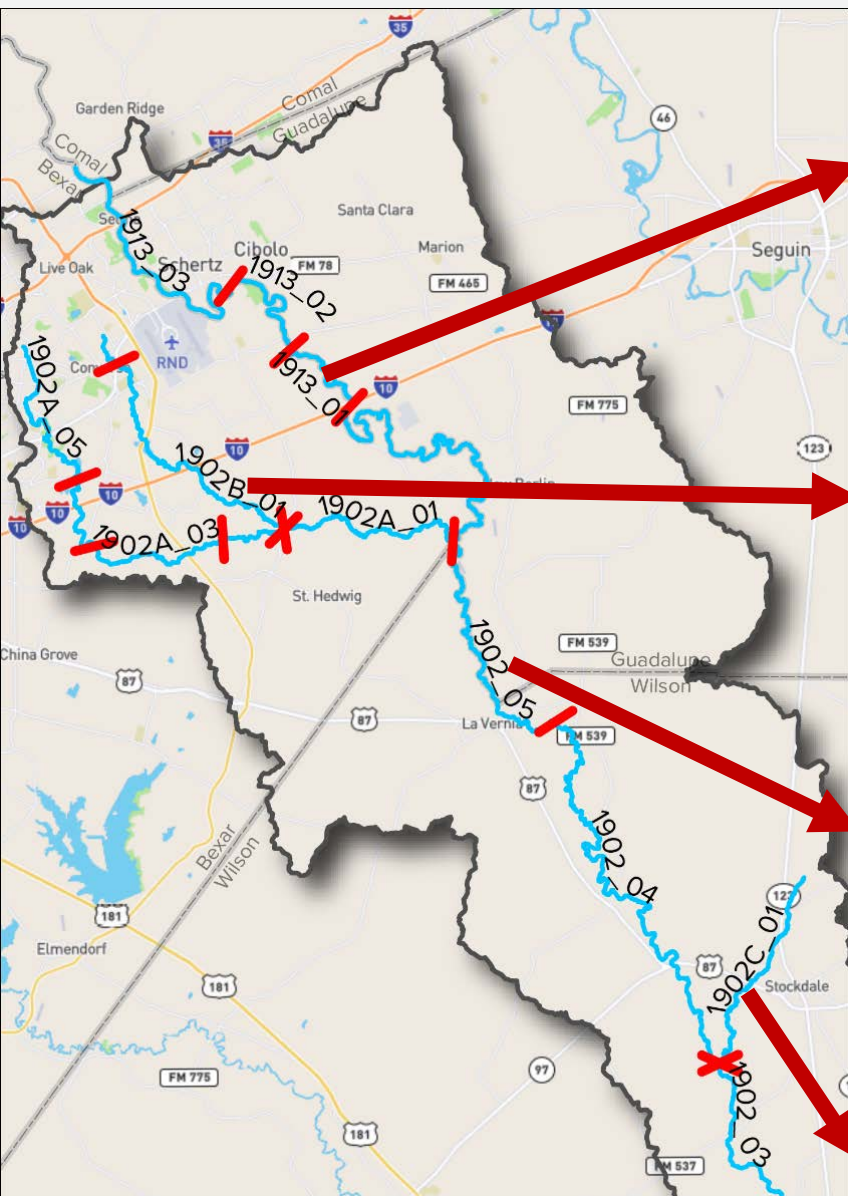 35
Garden Ridge
Comal
Guadalupe
35
46
Comal
Bexar
Santa Clara
Marion
Seguin
Live Oak
Schertz
Cibolo
FM 78
FM 465
1913_03
1913_02
RND
1913_01
10
FM 775
1902A_05
123
10
1902B_01
10
10
10
1902A_01
1902A_03
St. Hedwig
China Grove
87
FM 539
Guadalupe
Wilson
1902_05
87
La Vernia
FM 539
87
Bexar
Wilson
1902_04
181
123
Elmendorf
87
1902C_01
Stockdale
181
97
FM 775
1902_03
181
FM 537